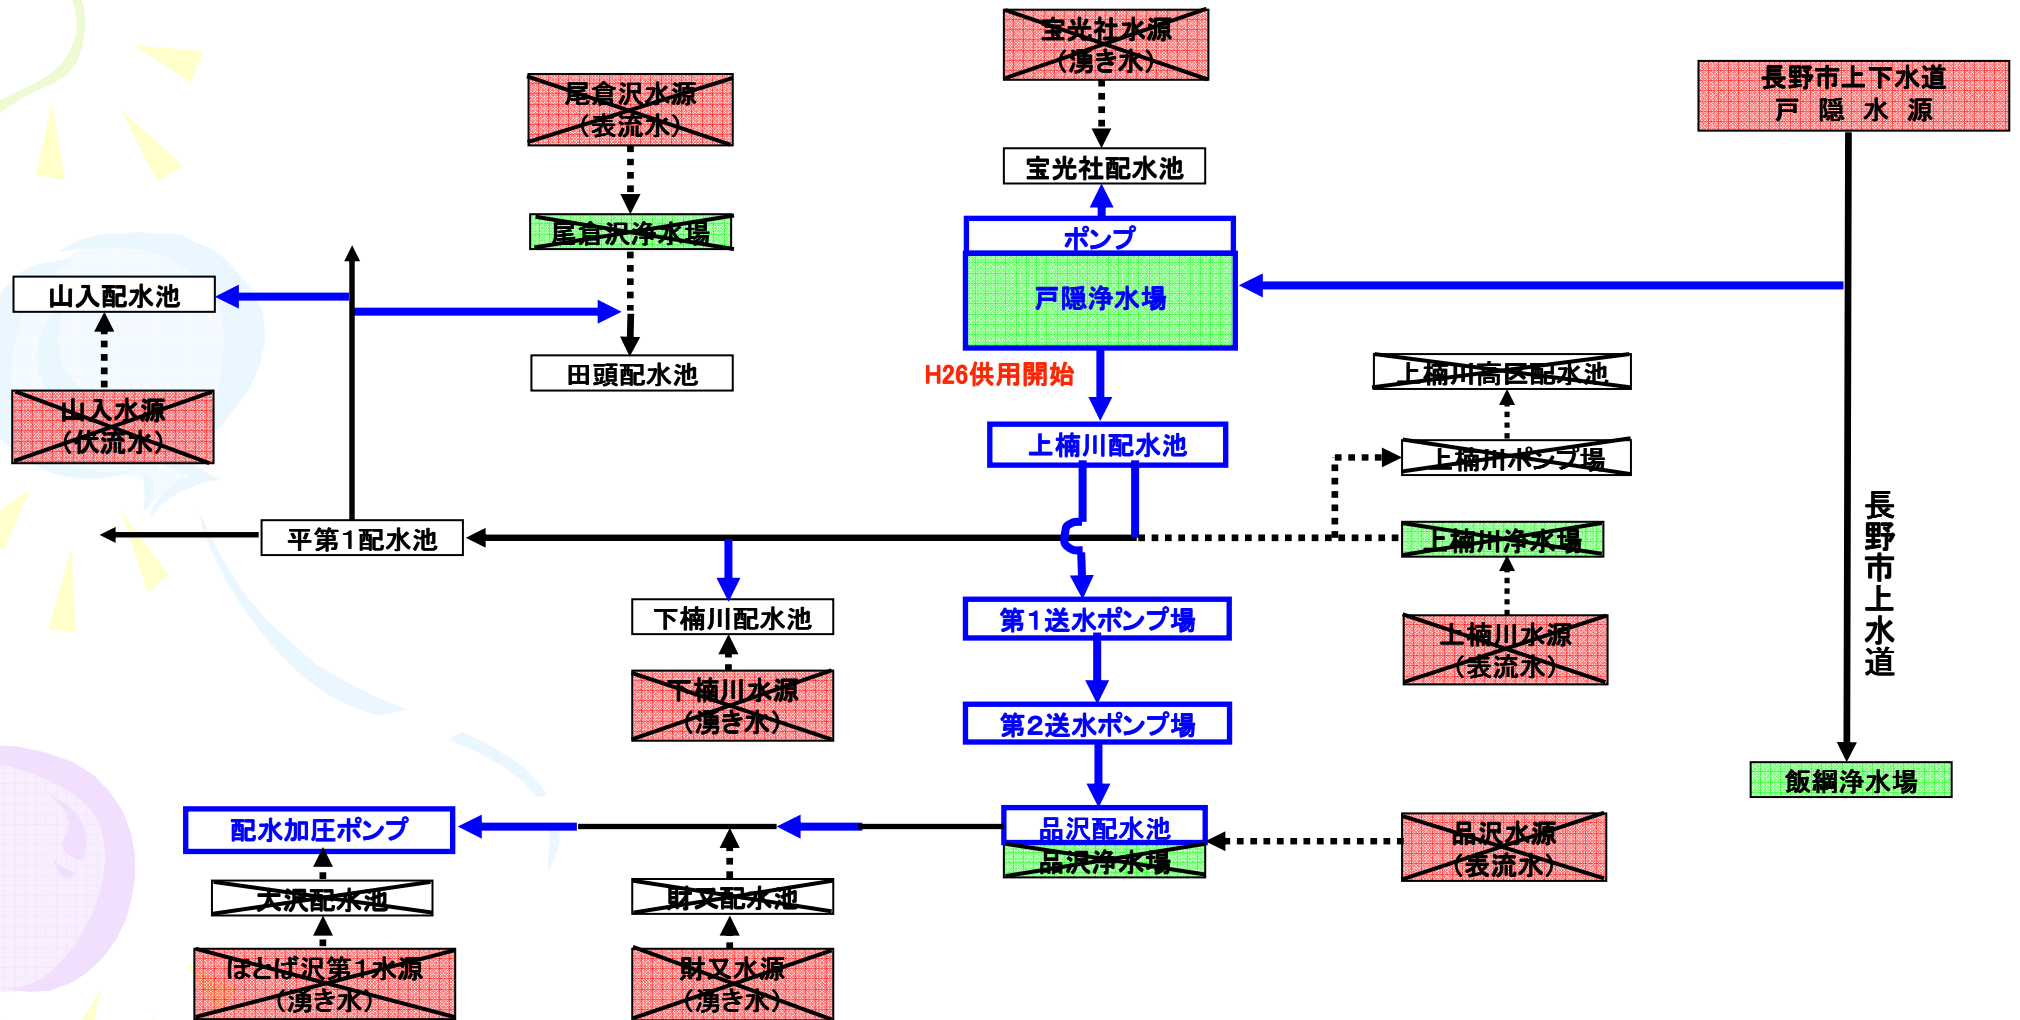 宝光社水源
（湧き水）
長野市上下水道
戸 隠 水 源
尾倉沢水源
（表流水）
宝光社配水池
尾倉沢浄水場
ポンプ
戸隠浄水場
山入配水池
田頭配水池
H26供用開始
上楠川高区配水池
山入水源
（伏流水）
上楠川配水池
上楠川ポンプ場
平第１配水池
上楠川浄水場
長野市上水道
下楠川配水池
第１送水ポンプ場
上楠川水源
（表流水）
下楠川水源
（湧き水）
第２送水ポンプ場
飯綱浄水場
配水加圧ポンプ
品沢配水池
品沢浄水場
品沢水源
（表流水）
大沢配水池
財又配水池
ほとば沢第１水源
（湧き水）
財又水源
（湧き水）